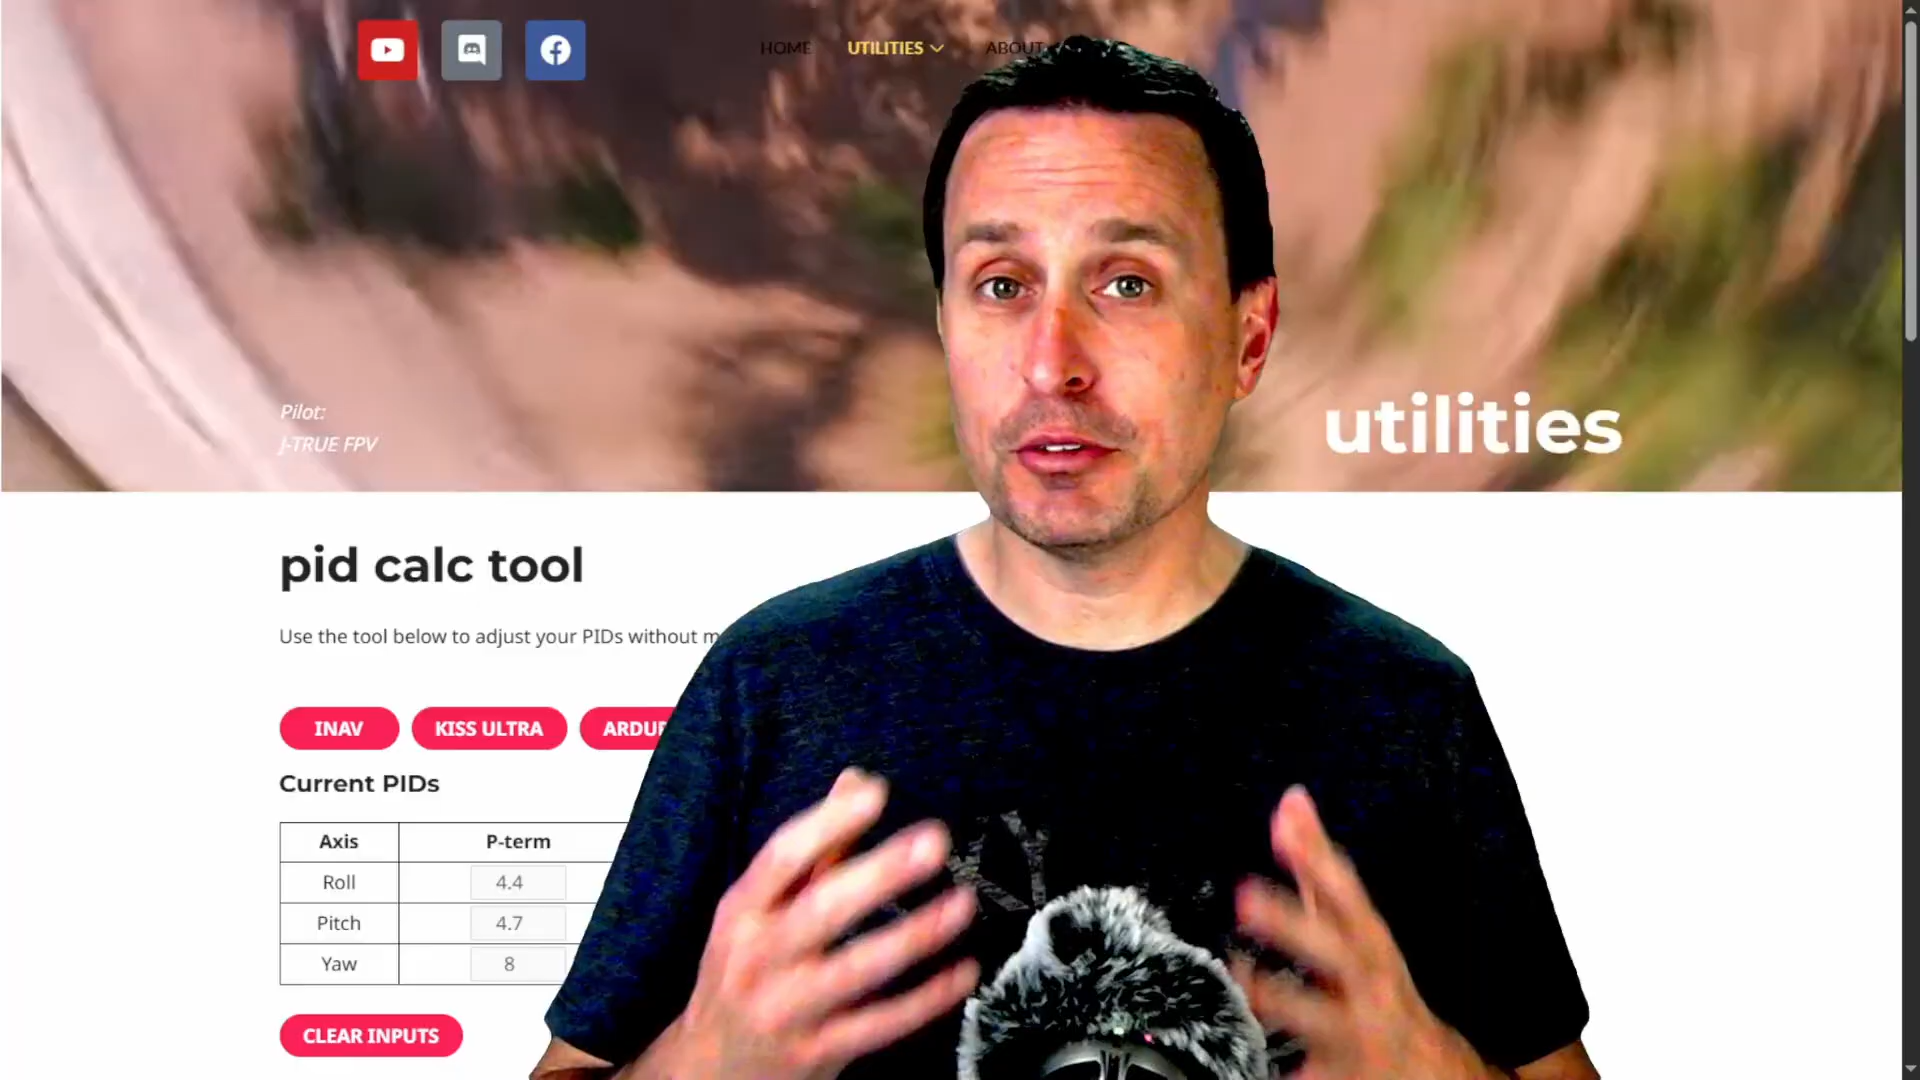 HOME UTILITIES ABOUT
Pilot:
J-TRUE FPV
utilities
pid calc tool
Use the tool below to adjust your PIDs without
INAV KISS ULTRA
Current PIDs
Axis P-term
Roll 4.4
Pitch 4.7
Yaw 8
CLEAR INPUTS